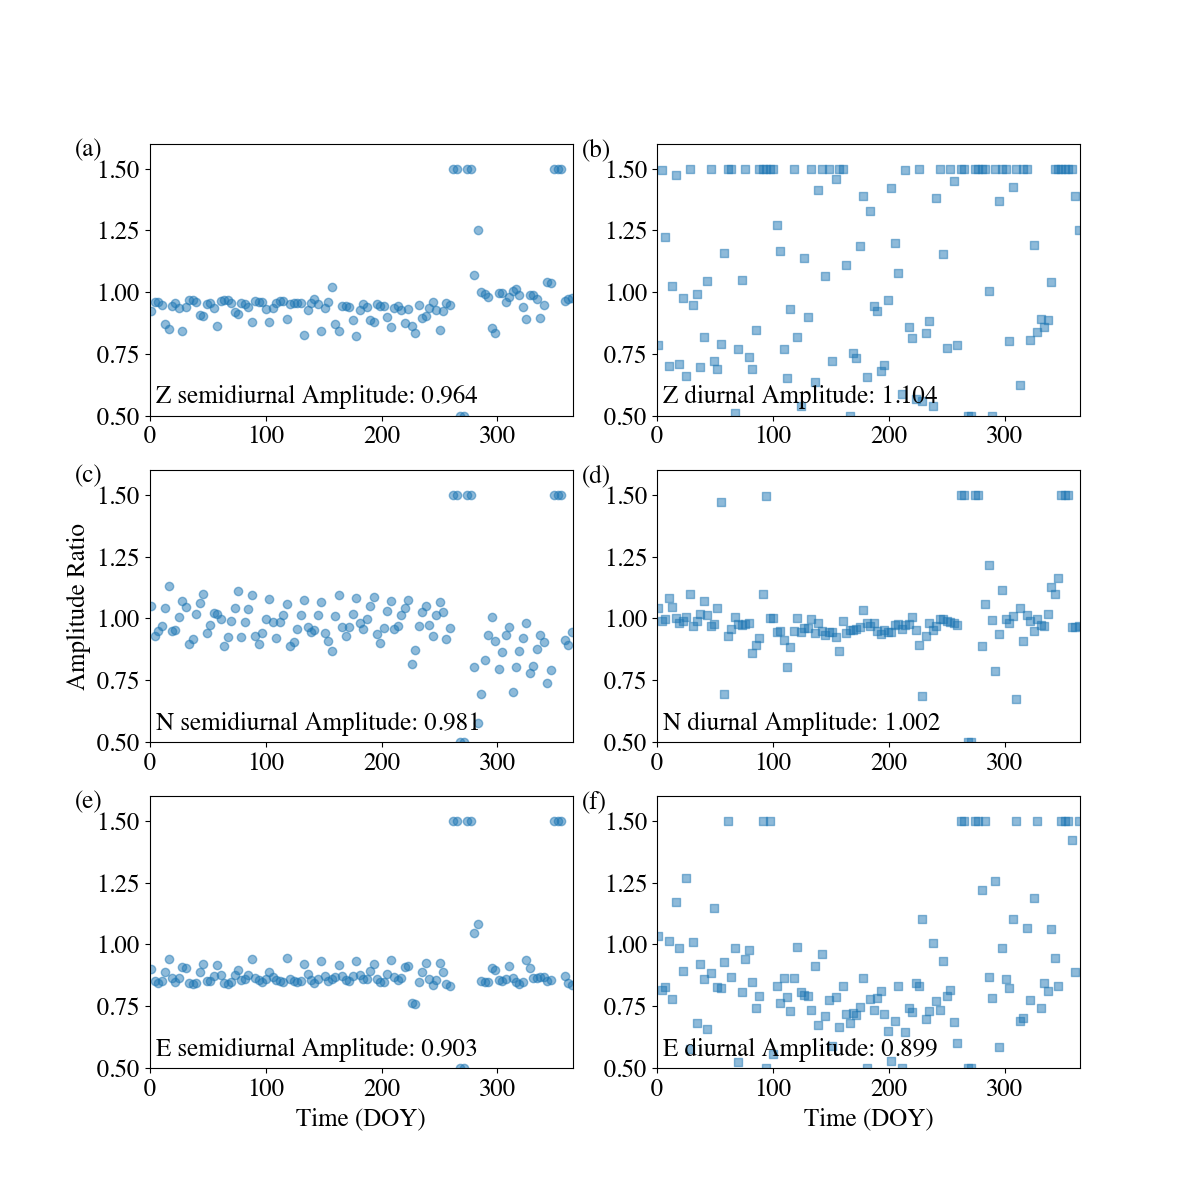 (a)
1.50
1.25
1.00
0.75
0.50
Z semidiurnal Amplitude: 0.964
0 100 200 300
(b)
1.50
1.25
1.00
0.75
0.50
Z diurnal Amplitude: 1.104
0 100 200 300
Amplitude Ratio
(c)
1.50
1.25
1.00
0.75
0.50
N semidiurnal Amplitude: 0.981
0 100 200 300
(d)
1.50
1.25
1.00
0.75
0.50
N diurnal Amplitude: 1.002
0 100 200 300
(e)
1.50
1.25
1.00
0.75
0.50
E semidiurnal Amplitude: 0.903
0 100 200 300
Time (DOY)
(f)
1.50
1.25
1.00
0.75
0.50
E diurnal Amplitude: 0.899
0 100 200 300
Time (DOY)